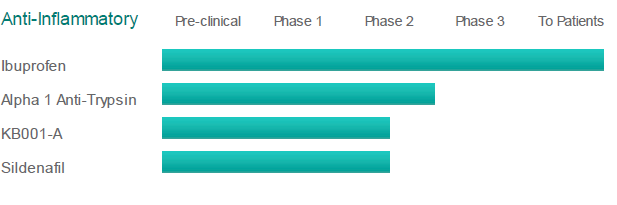 Anti-Inflammatory Pre-clinical Phase 1 Phase 2 Phase 3 To Patients
Ibuprofen
Alpha 1 Anti-Trypsin
KB001-A
Sildenafil